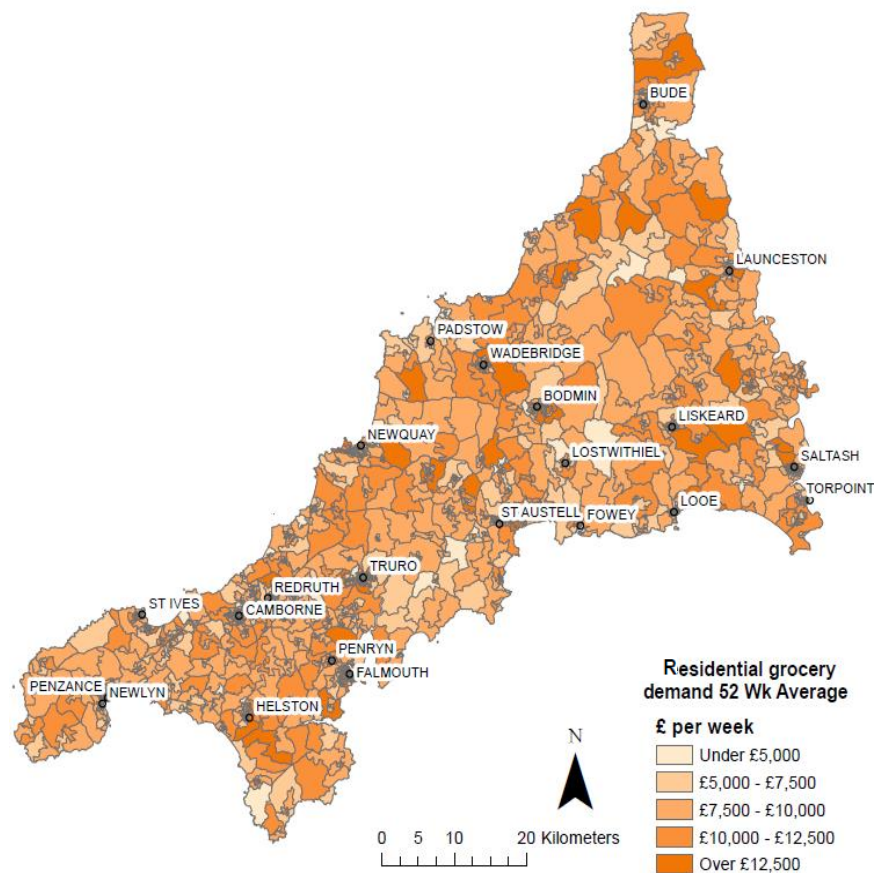 BUDE
LAUNCESTON
PADSTOW
WADEBRIDGE
BODMIN
LISKEARD
NEWQUAY
LOSTWITHIEL
SALTASH
TORPOINT
ST AUSTELL
FOWEY
LOOE
TRURO
REDRUTH
ST IVES
CAMBORNE
PENRYN
FALMOUTH
PENZANCE
NEWLYN
HELSTON
Residential grocery
demand 52 Wk Average
£ per week
Under £5,000
£5,000 - £7,500
£7,500 - £10,000
£10,000 - £12,500
Over £12,500
N
0 5 10 20 Kilometers